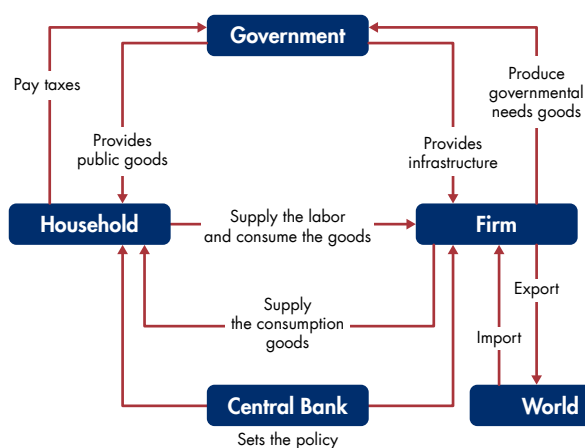 Government
Pay taxes
Produce
governmental
needs goods
Provides
public goods
Provides
infrastructure
Household
Supply the labor
and consume the goods
Firm
Supply
the consumption
goods
Export
Import
Central Bank
World
Sets the policy